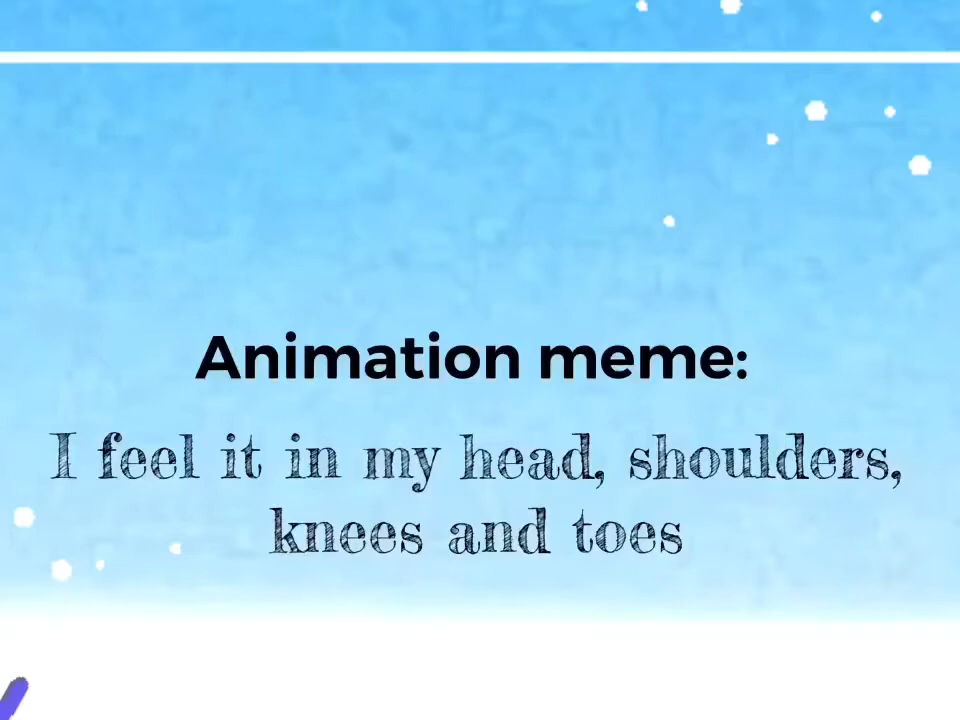 Animation meme:
I feel it in my head, shoulders,
knees and toes